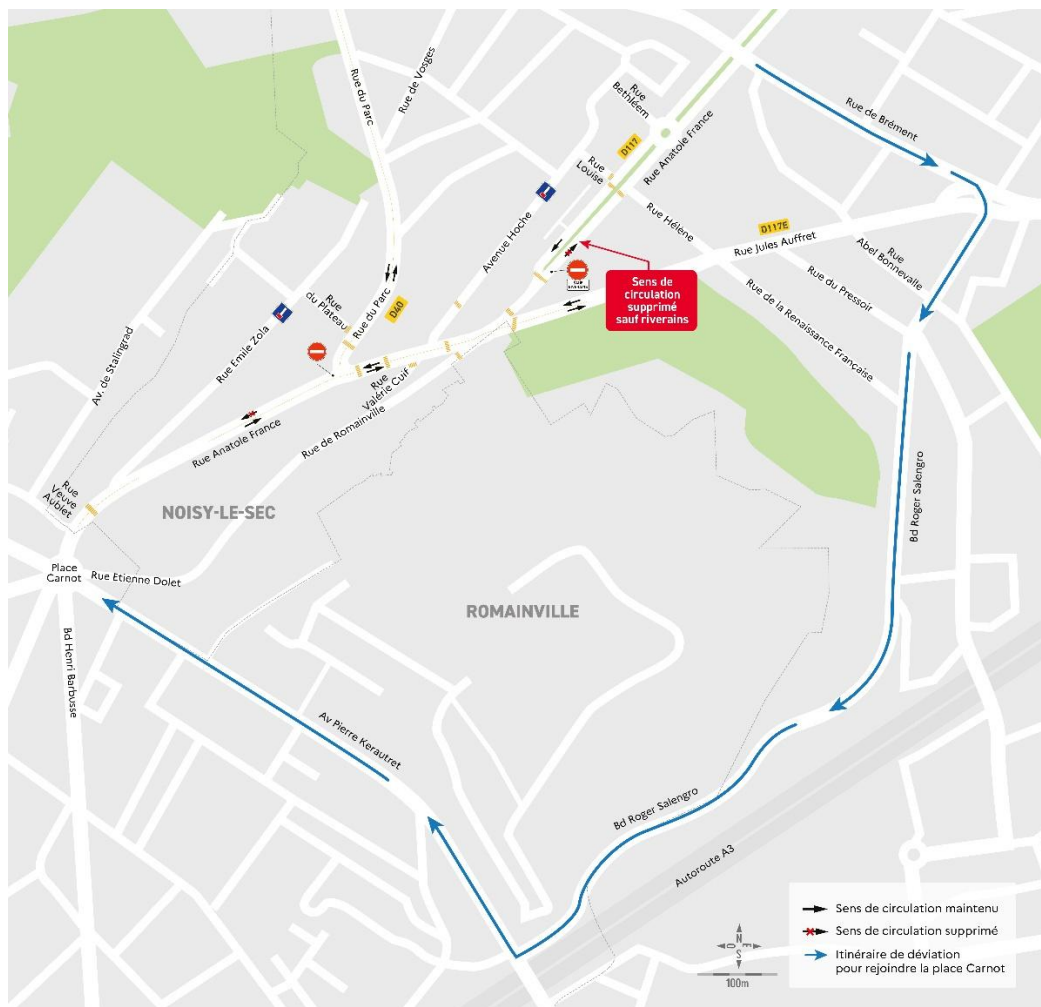 Rue de Vosges
Rue du Parc
Rue
Bethléem
Rue de Brément
D117
Rue Anatole France
Rue
Louise
Avenue Hoche
Rue Hélène
D117E
Rue Jules Auffret
Rue
Abel Bonnevalle
Rue du Pressoir
Rue de la Renaissance Française
Sens de
circulation
supprimé
sauf riverains
Rue
du Plateau
Rue du Parc
D40
Rue Emile Zola
Av. de Stalingrad
Rue
Valérie Cuif
Rue de Romainville
Rue Anatole France
Rue
Veuve
Aublet
NOISY-LE-SEC
Bd Roger Salengro
Place
Carnot
Rue Etienne Dolet
ROMAINVILLE
Bd Henri Barbusse
Av Pierre Kerautret
Bd Roger Salengro
Autoroute A3
Sens de circulation maintenu
Sens de circulation supprimé
Itinéraire de déviation
pour rejoindre la place Carnot
N
O E
S
100m